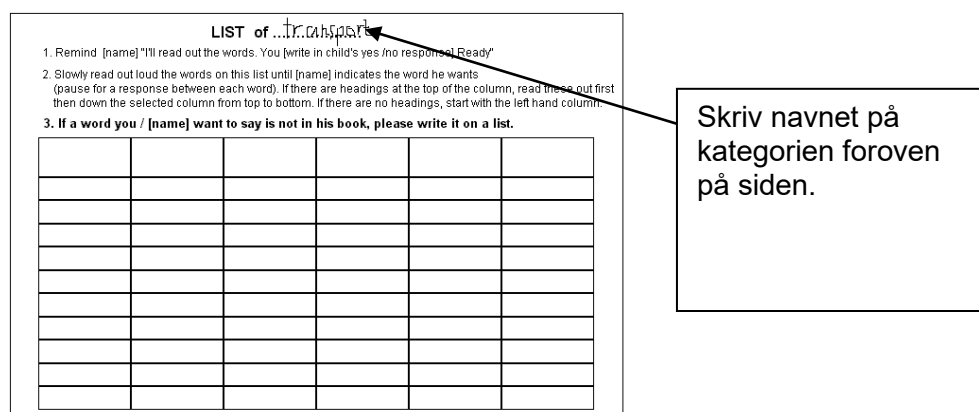 LIST of ...transport
1. Remind [name] "I'll read out the words. You [write in child's yes /no response] Ready"
2. Slowly read out loud the words on this list until [name] indicates the word he wants
(pause for a response between each word). If there are headings at the top of the column, read these out first
then down the selected column from top to bottom. If there are no headings, start with the left hand column.
3. If a word you / [name] want to say is not in his book, please write it on a list.
Skriv navnet på
kategorien foroven
på siden.